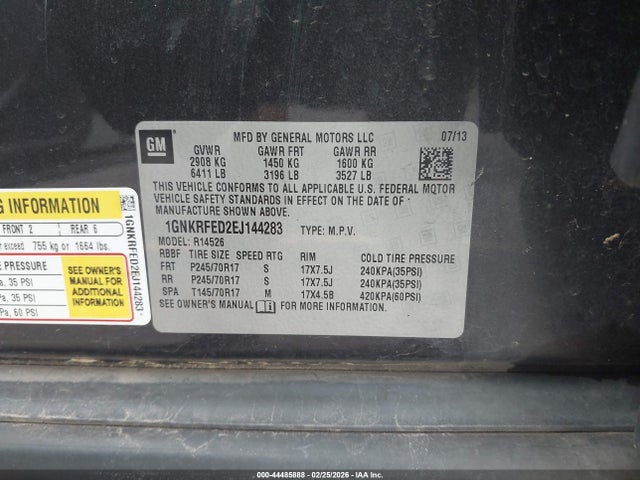 GM
MFD BY GENERAL MOTORS LLC 07/13
GVWR GAWR FRT GAWR RR
2908 KG 1450 KG 1600 KG
6411 LB 3196 LB 3527 LB
THIS VEHICLE CONFORMS TO ALL APPLICABLE U.S. FEDERAL MOTOR
VEHICLE SAFETY STANDARDS IN EFFECT ON THE DATE OF
MANUFACTURE SHOWN ABOVE.
1GNKRFED2EJ144283 TYPE: M.P.V.
MODEL: R14526
RBBF TIRE SIZE SPEED RTG RIM COLD TIRE PRESSURE
FRT P245/70R17 S 17X7.5J 240KPA(35PSI)
RR P245/70R17 S 17X7.5J 240KPA(35PSI)
SPA T145/70R17 M 17X4.5B 420KPA(60PSI)
SEE OWNER'S MANUAL FOR MORE INFORMATION.
G INFORMATION
FRONT 2 REAR 6
exceed 755 kg or 1664 lbs.
E PRESSURE
a, 35 PSI
a, 35 PSI
a, 60 PSI
SEE OWNER'S
MANUAL FOR
ADDITIONAL
INFORMATION
1GNKRFED2EJ144283
000-44485888 - 02/25/2026 - IAA Inc.